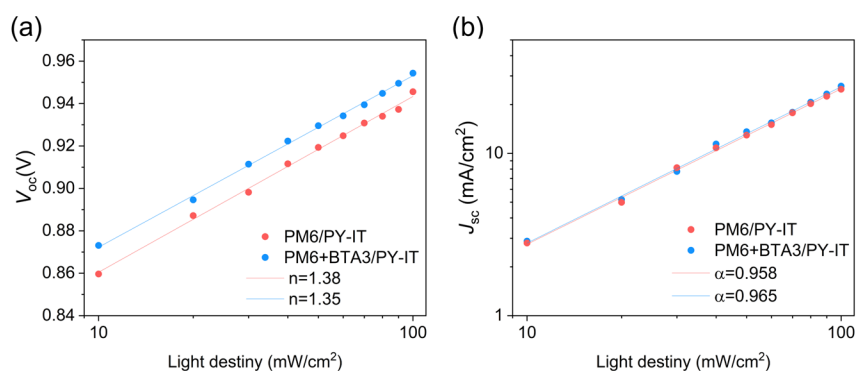 (a)
0.96
0.94
0.92
0.90
0.88
0.86
0.84
Voc(V)
PM6/PY-IT
PM6+BTA3/PY-IT
n=1.38
n=1.35
10
100
Light destiny (mW/cm²)
(b)
10
1
Jsc (mA/cm²)
PM6/PY-IT
PM6+BTA3/PY-IT
α=0.958
α=0.965
10
100
Light destiny (mW/cm²)